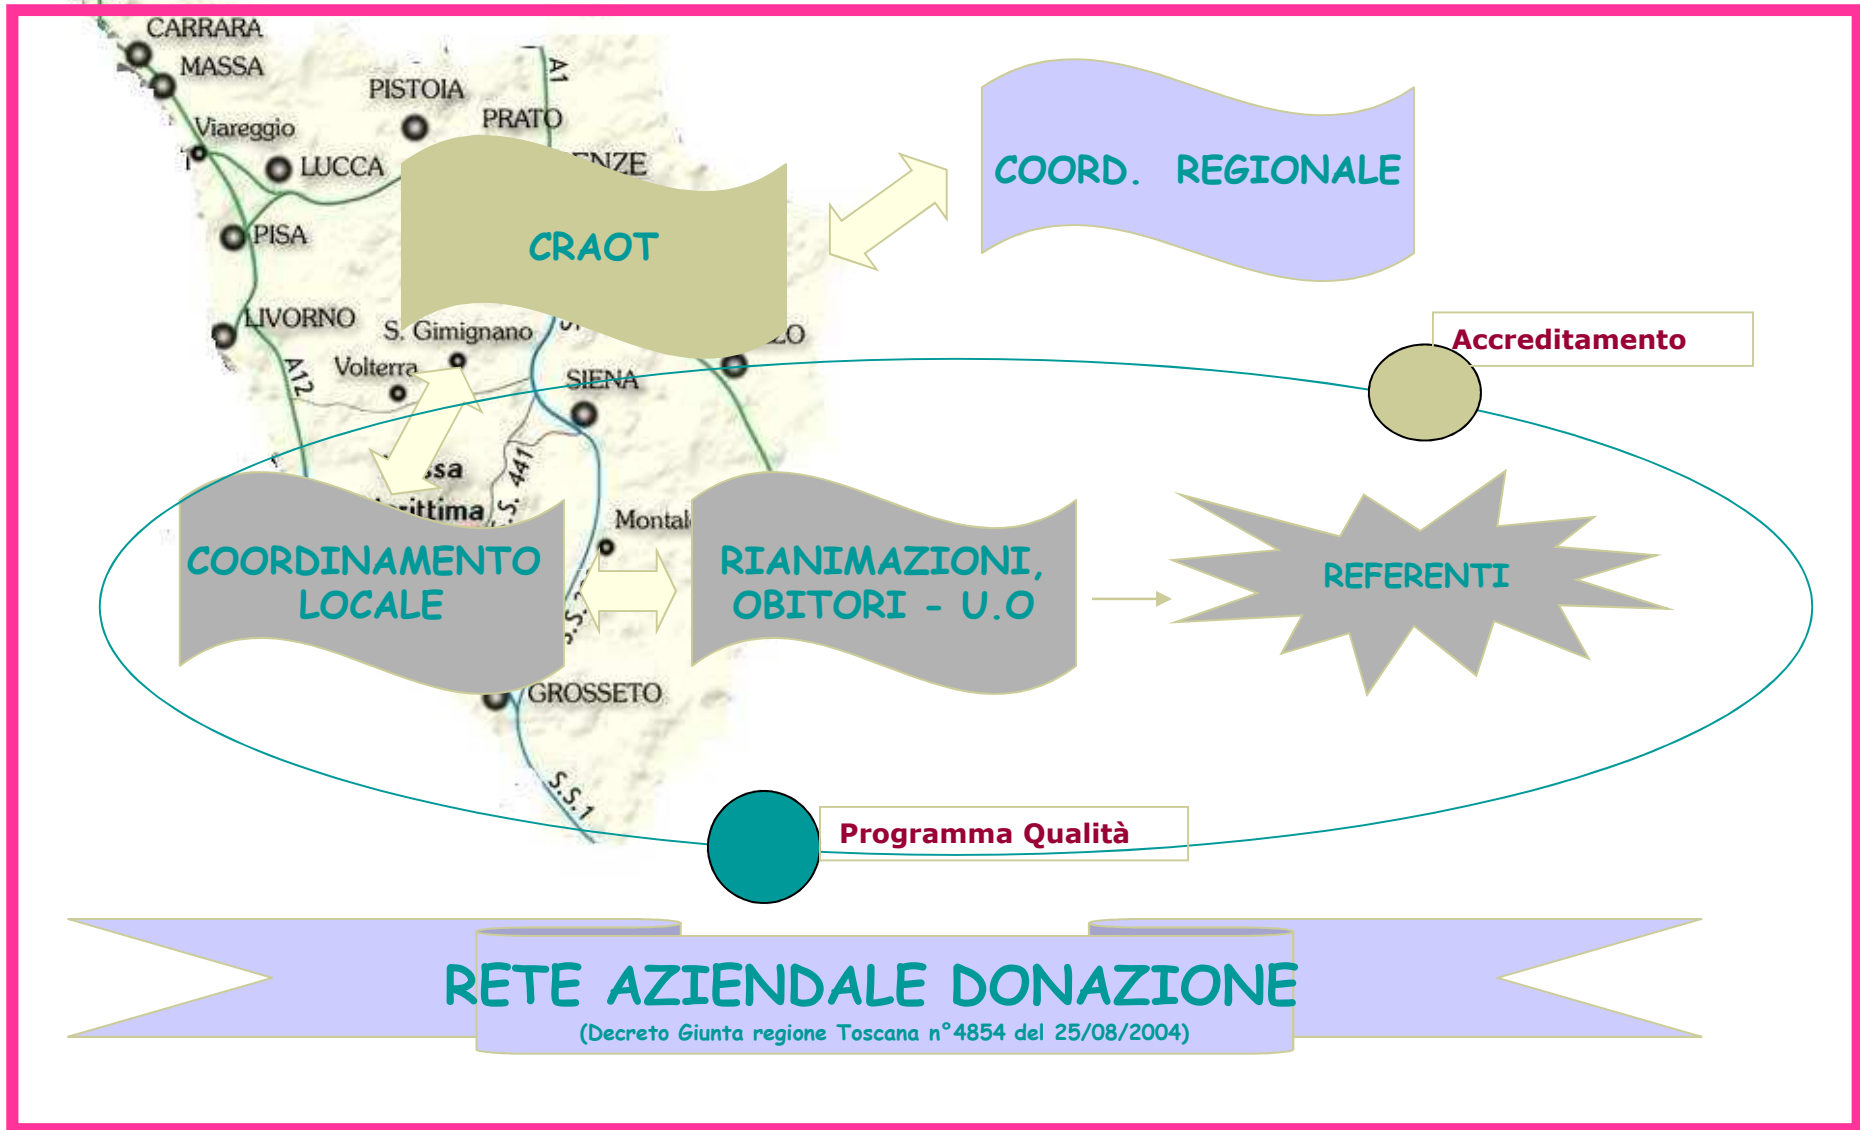 CARRARA
MASSA
PISTOIA
A1
PRATO
Viareggio
LUCCA
COORD. REGIONALE
PISA
CRAOT
LIVORNO
S. Gimignano
Accreditamento
Volterra
A12
SIENA
S.S. 441
Montal
COORDINAMENTO
LOCALE
RIANIMAZIONI,
OBITORI - U.O
REFERENTI
GROSSETO
S.S.1
Programma Qualità
RETE AZIENDALE DONAZIONE
(Decreto Giunta regione Toscana n°4854 del 25/08/2004)